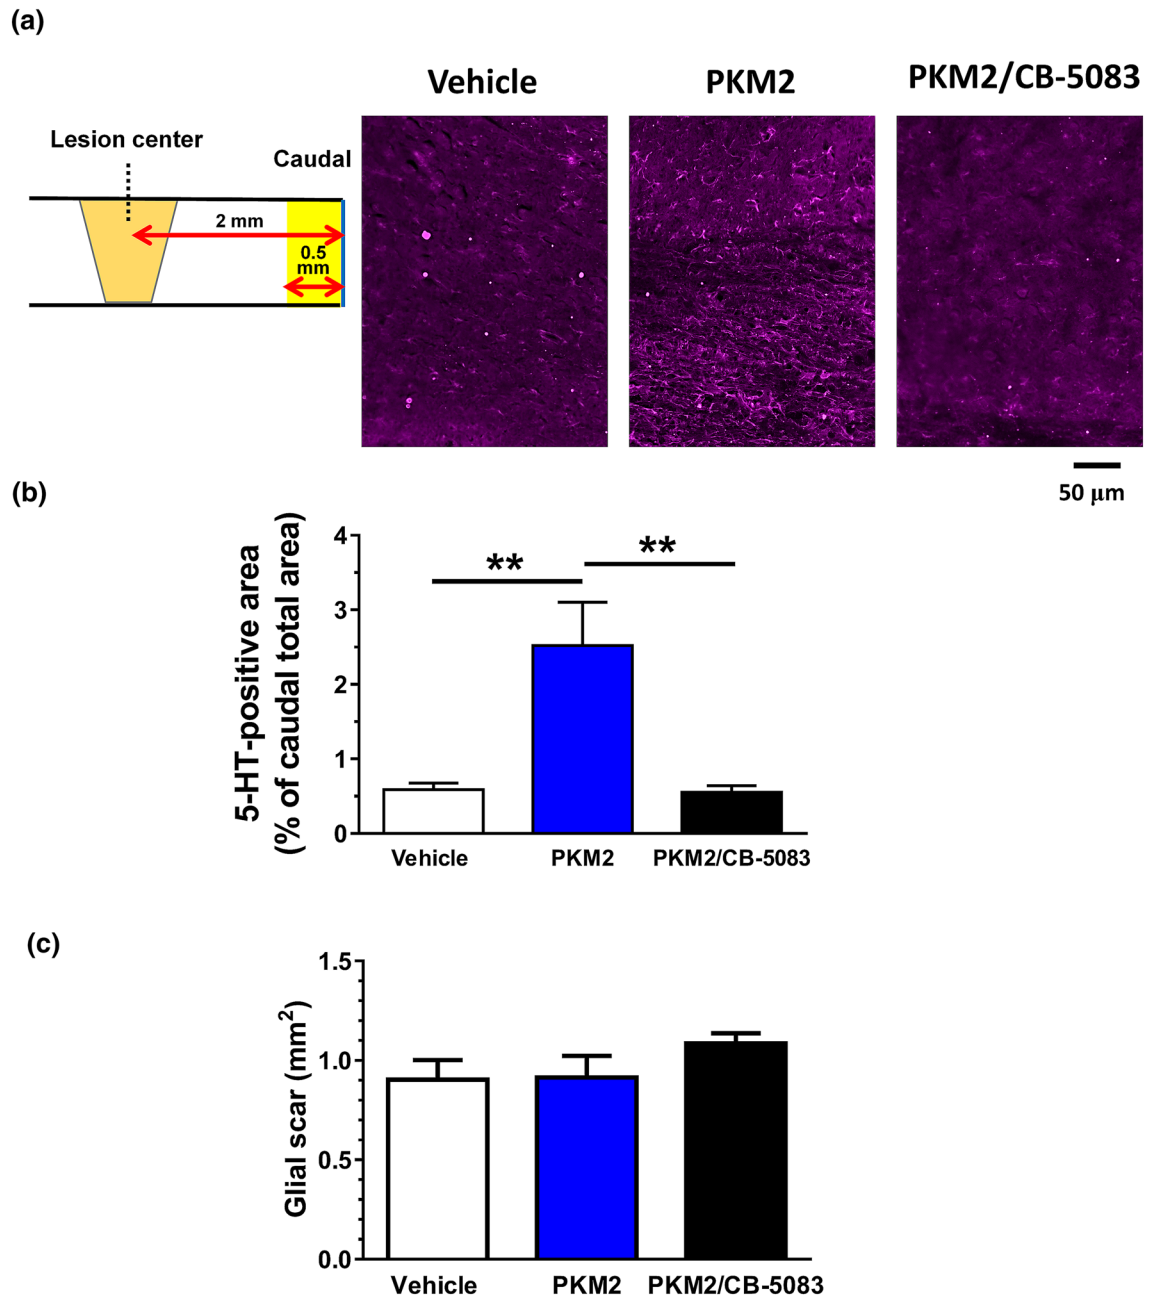 (a)
Vehicle
PKM2
PKM2/CB-5083
Lesion center
Caudal
2 mm
0.5
mm
50 μm
(b)
5-HT-positive area
(% of caudal total area)
4
3
2
1
0
**
**
Vehicle
PKM2
PKM2/CB-5083
(c)
Glial scar (mm²)
1.5
1.0
0.5
0.0
Vehicle
PKM2
PKM2/CB-5083